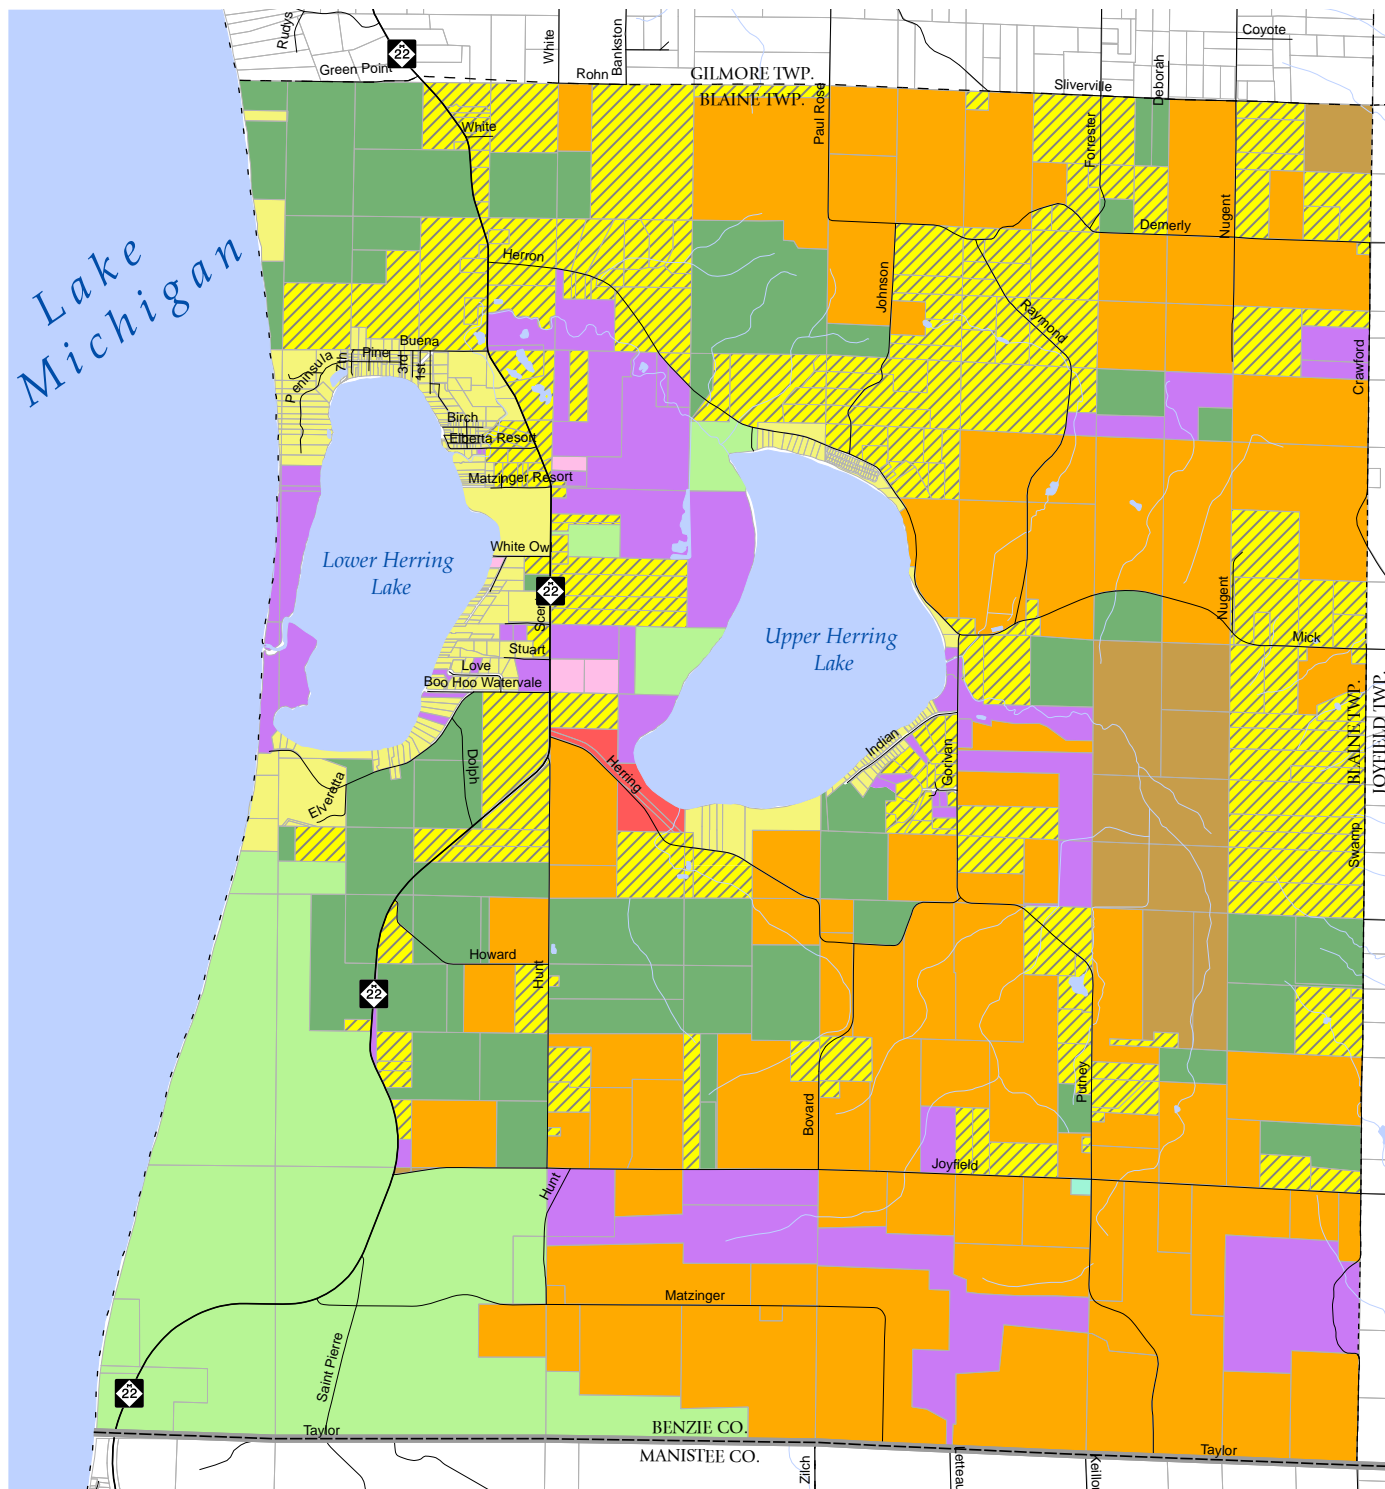 Rudys
22
Green Point
White
Rohn
Bankston
GILMORE TWP.
BLAINE TWP.
Paul Rose
Sliverville
Deborah
Coyote
White
Forrester
Nugent
Demerly
Lake
Michigan
Herron
Johnson
Raymond
Crawford
Buena
Pine
7th
3rd
1st
Peninsula
Birch
Elberta Resort
Matzinger Resort
White Ow
Lower Herring
Lake
22
Stuart
Love
Boo Hoo Watervale
Upper Herring
Lake
Nugent
Mick
BLAINE TWP.
JOYFIELD TWP.
Dolph
Herring
Indian
Gorivan
Elveretta
Swamp
Howard
Hunt
22
Bovard
Putney
Joyfield
Hunt
Matzinger
Saint Pierre
22
Taylor
BENZIE CO.
MANISTEE CO.
Taylor
Zilch